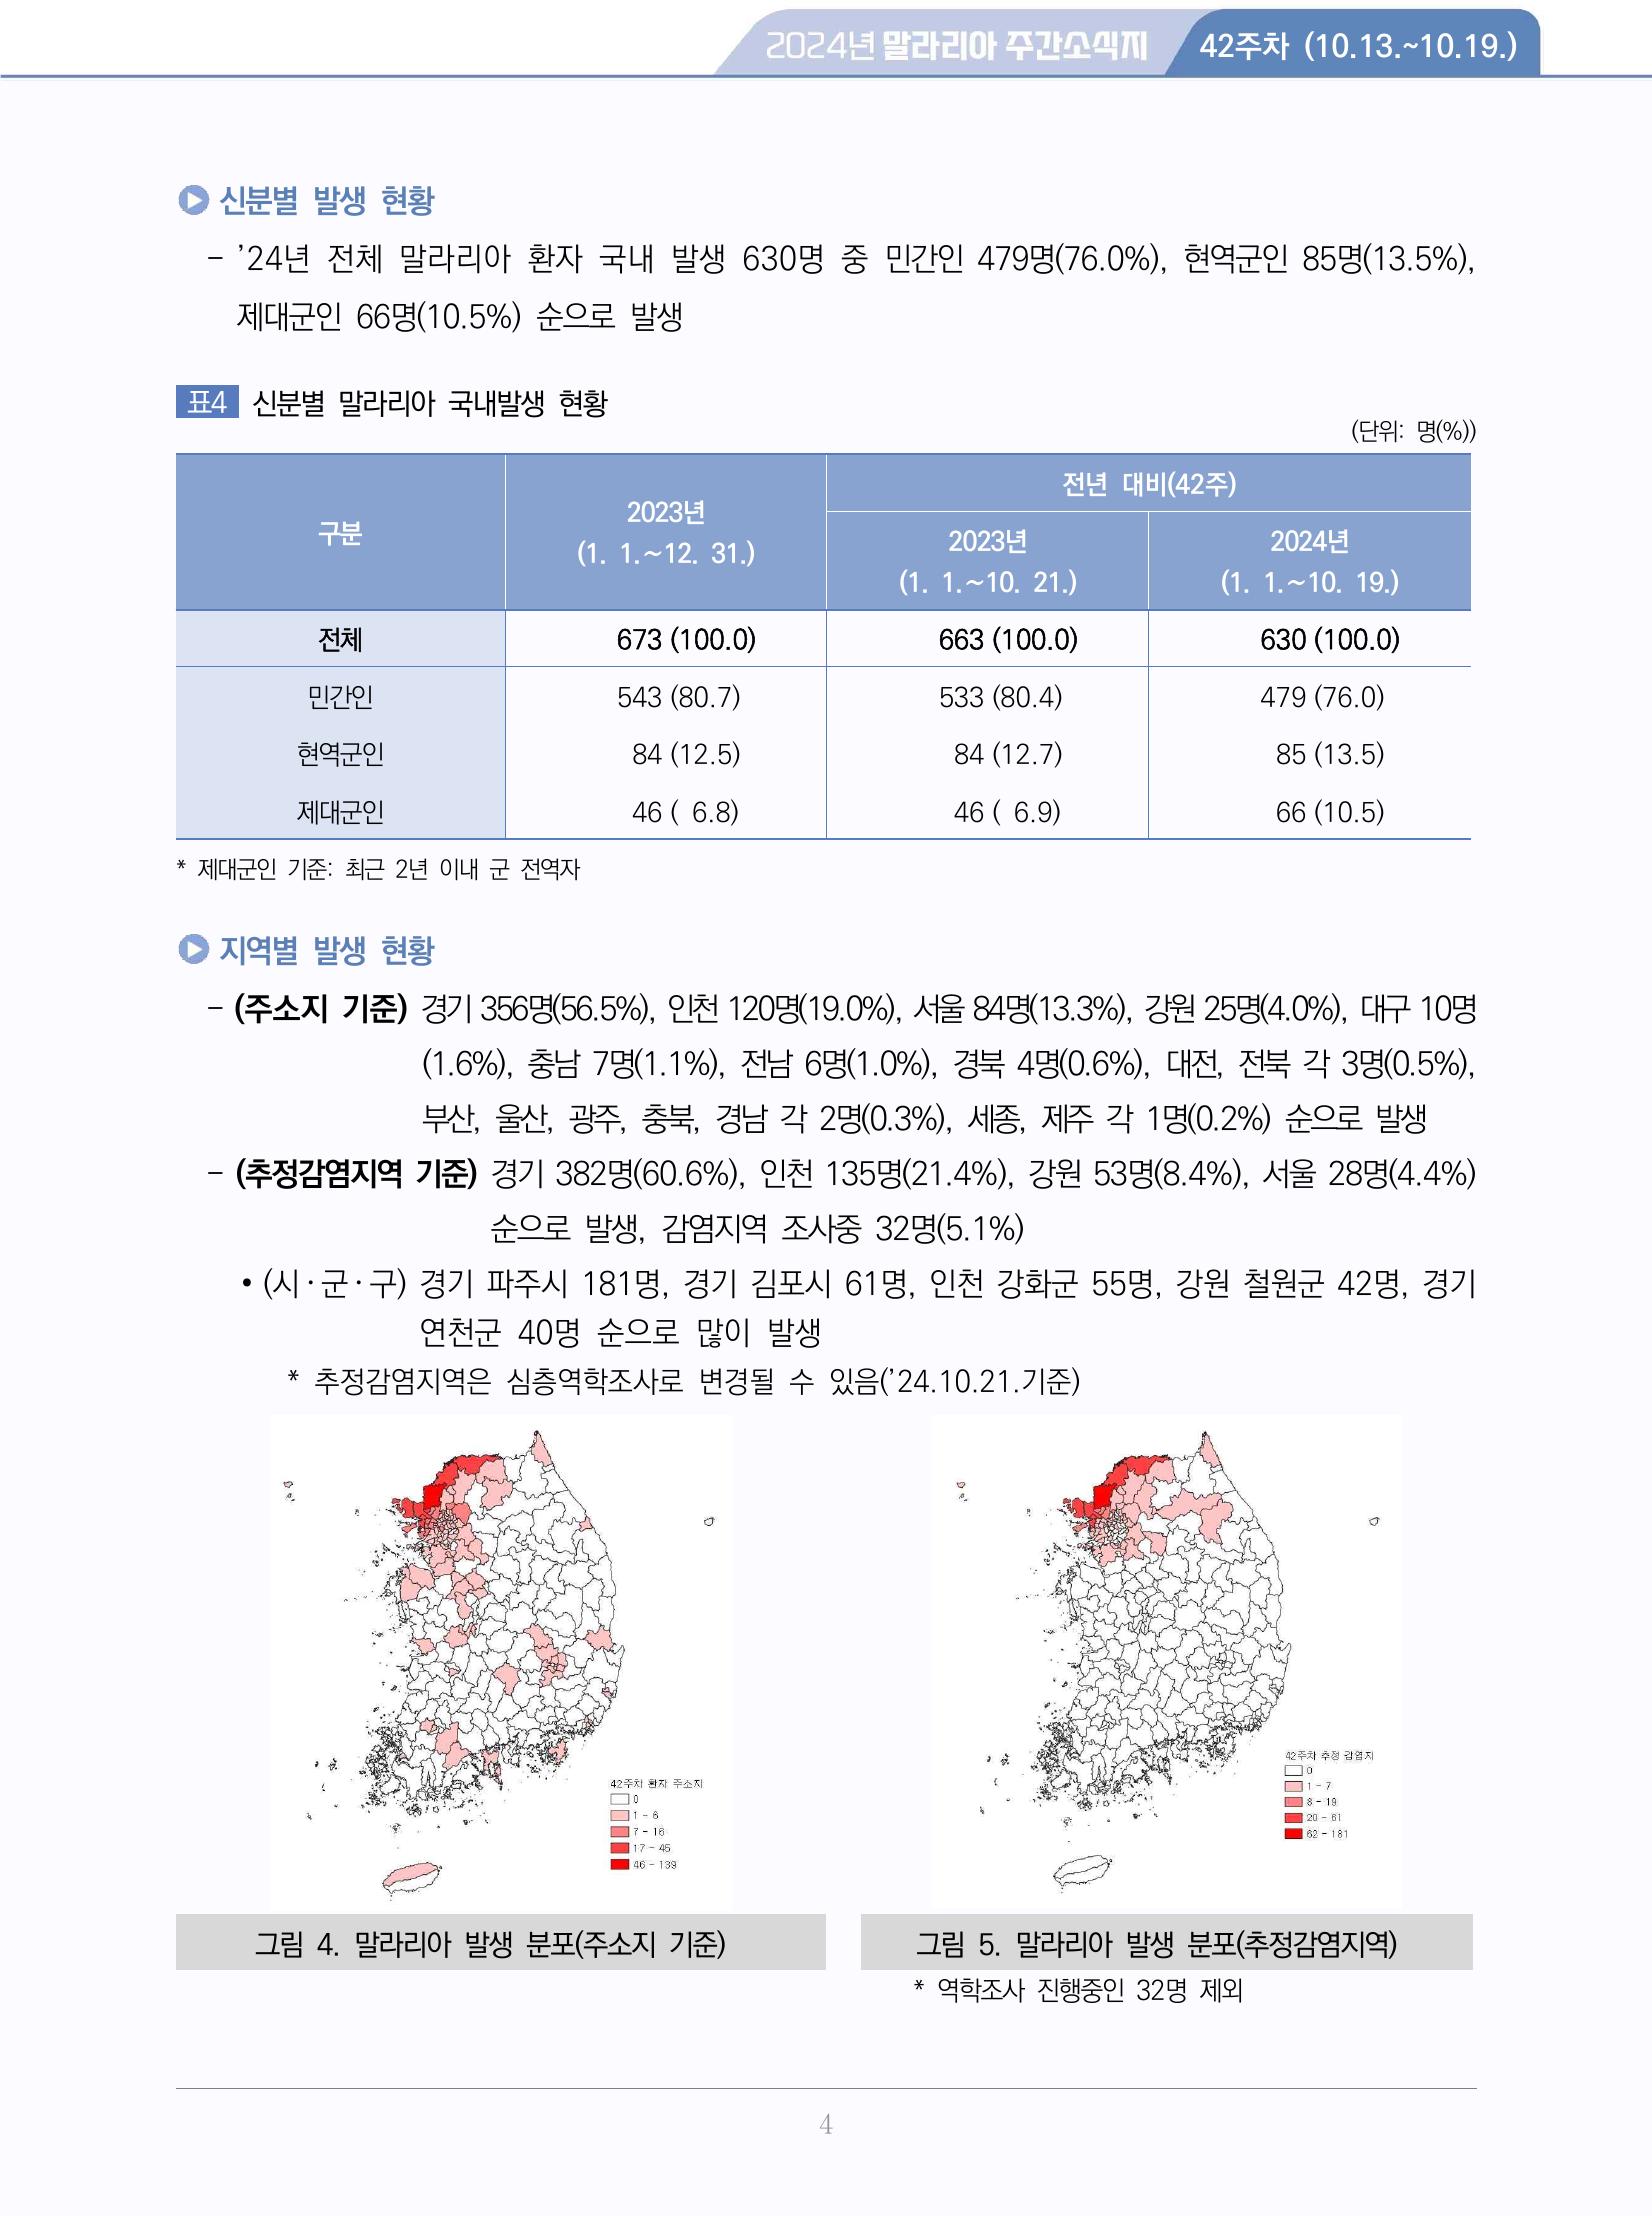 2024년 말라리아 주간소식지
42주차 (10.13.~10.19.)
신분별 발생 현황
– ’24년 전체 말라리아 환자 국내 발생 630명 중 민간인 479명(76.0%), 현역군인 85명(13.5%),
제대군인 66명(10.5%) 순으로 발생
표4 신분별 말라리아 국내발생 현황
(단위: 명(%))
구분 2023년 (1. 1.~12. 31.) 전년 대비(42주)
2023년 (1. 1.~10. 21.) 2024년 (1. 1.~10. 19.)
전체 673 (100.0) 663 (100.0) 630 (100.0)
민간인 543 (80.7) 533 (80.4) 479 (76.0)
현역군인 84 (12.5) 84 (12.7) 85 (13.5)
제대군인 46 ( 6.8) 46 ( 6.9) 66 (10.5)
* 제대군인 기준: 최근 2년 이내 군 전역자
지역별 발생 현황
– (주소지 기준) 경기 356명(56.5%), 인천 120명(19.0%), 서울 84명(13.3%), 강원 25명(4.0%), 대구 10명
(1.6%), 충남 7명(1.1%), 전남 6명(1.0%), 경북 4명(0.6%), 대전, 전북 각 3명(0.5%),
부산, 울산, 광주, 충북, 경남 각 2명(0.3%), 세종, 제주 각 1명(0.2%) 순으로 발생
– (추정감염지역 기준) 경기 382명(60.6%), 인천 135명(21.4%), 강원 53명(8.4%), 서울 28명(4.4%)
순으로 발생, 감염지역 조사중 32명(5.1%)
• (시·군·구) 경기 파주시 181명, 경기 김포시 61명, 인천 강화군 55명, 강원 철원군 42명, 경기
연천군 40명 순으로 많이 발생
* 추정감염지역은 심층역학조사로 변경될 수 있음(’24.10.21.기준)
42주차 환자 주소지
0
1 - 6
7 - 16
17 - 45
46 - 139
42주차 추정 감염지
0
1 - 7
8 - 19
20 - 61
62 - 181
그림 4. 말라리아 발생 분포(주소지 기준)
그림 5. 말라리아 발생 분포(추정감염지역)
* 역학조사 진행중인 32명 제외
4